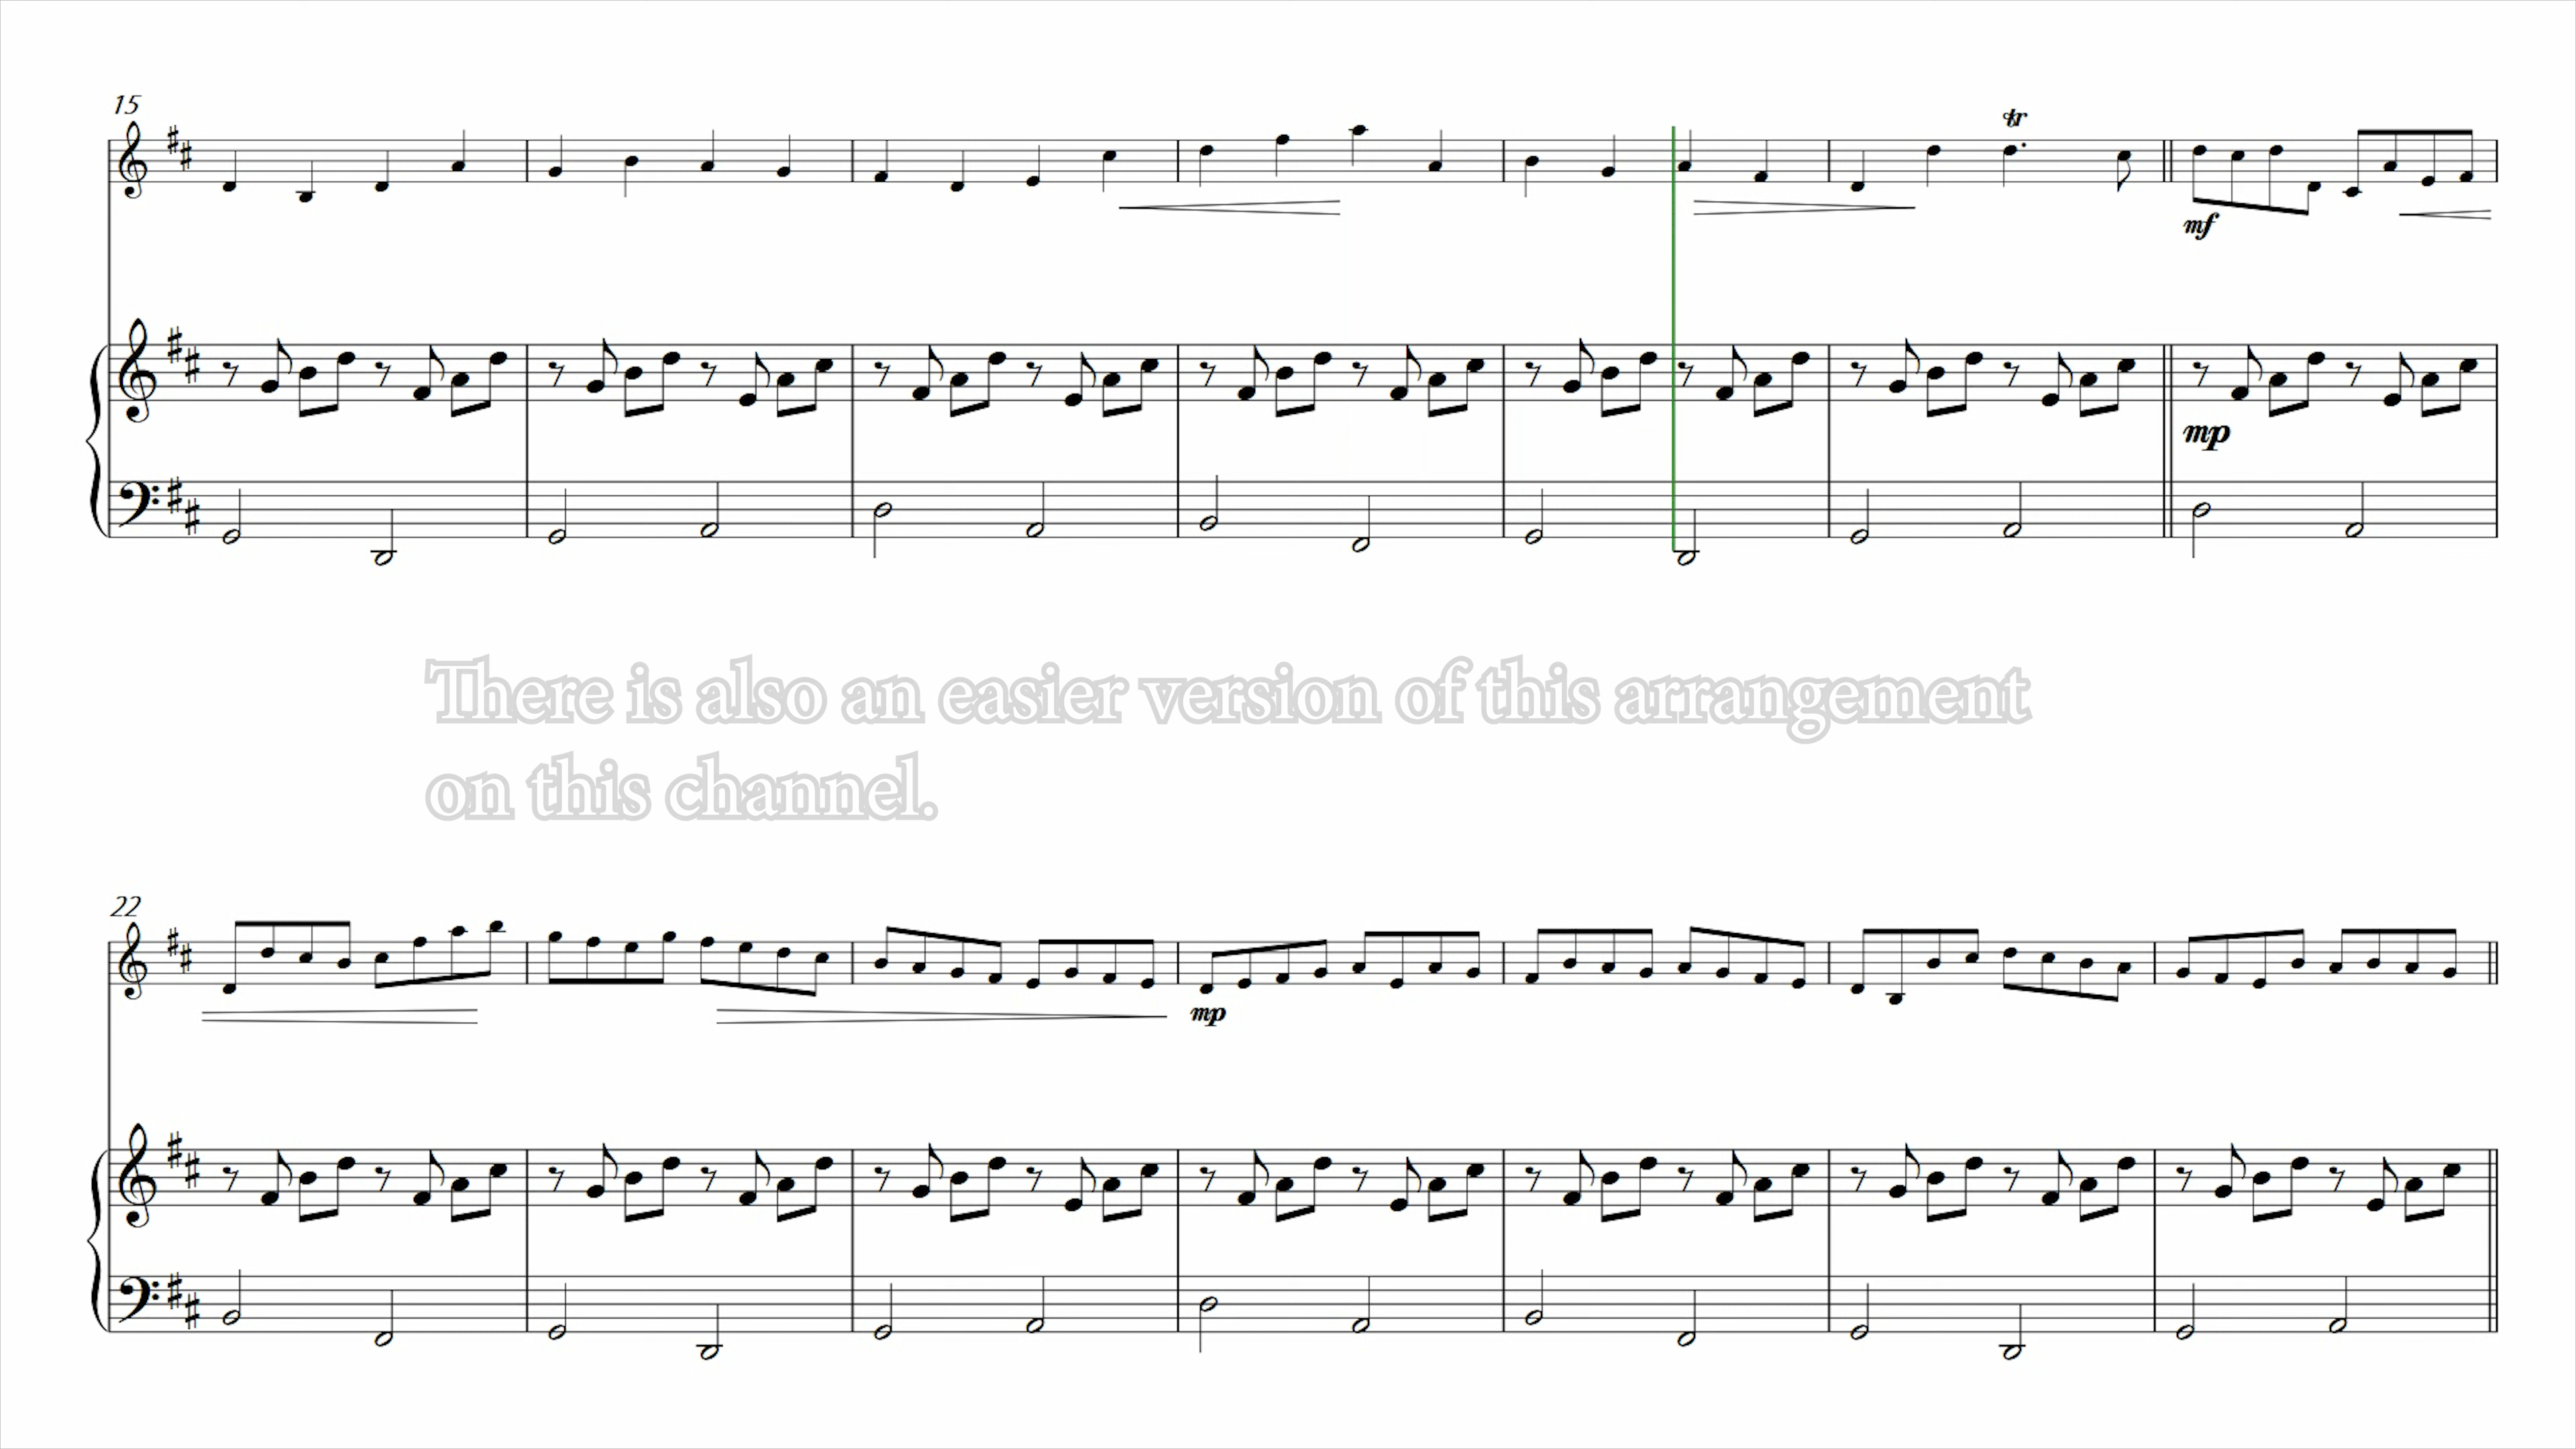 15
tr
mf
mp
There is also an easier version of this arrangement
on this channel.
22
mp